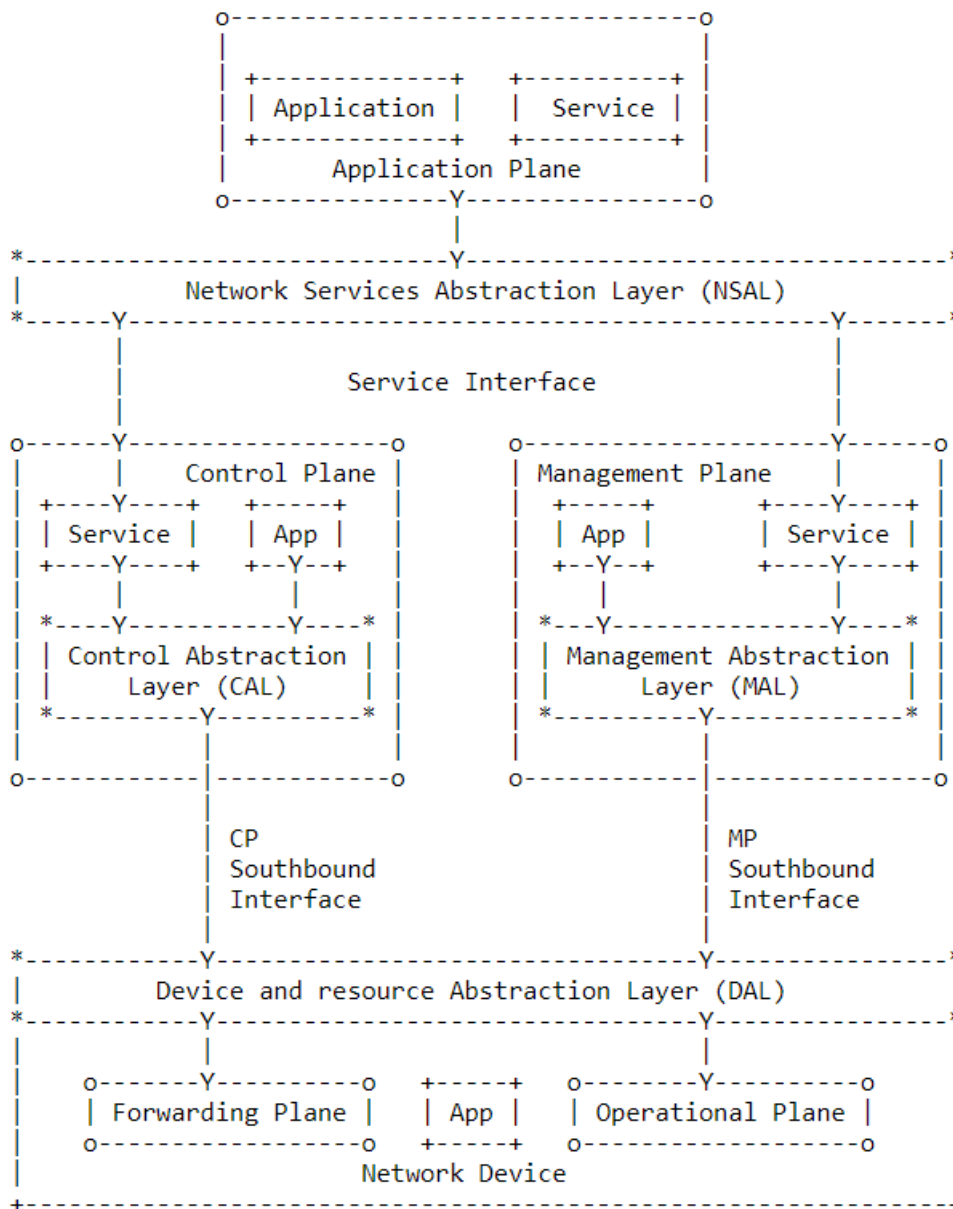 Application Service
Application Plane
Network Services Abstraction Layer (NSAL)
Service Interface
Control Plane Management Plane
Service App App Service
Control Abstraction Management Abstraction
Layer (CAL) Layer (MAL)
CP MP
Southbound Southbound
Interface Interface
Device and resource Abstraction Layer (DAL)
Forwarding Plane App Operational Plane
Network Device